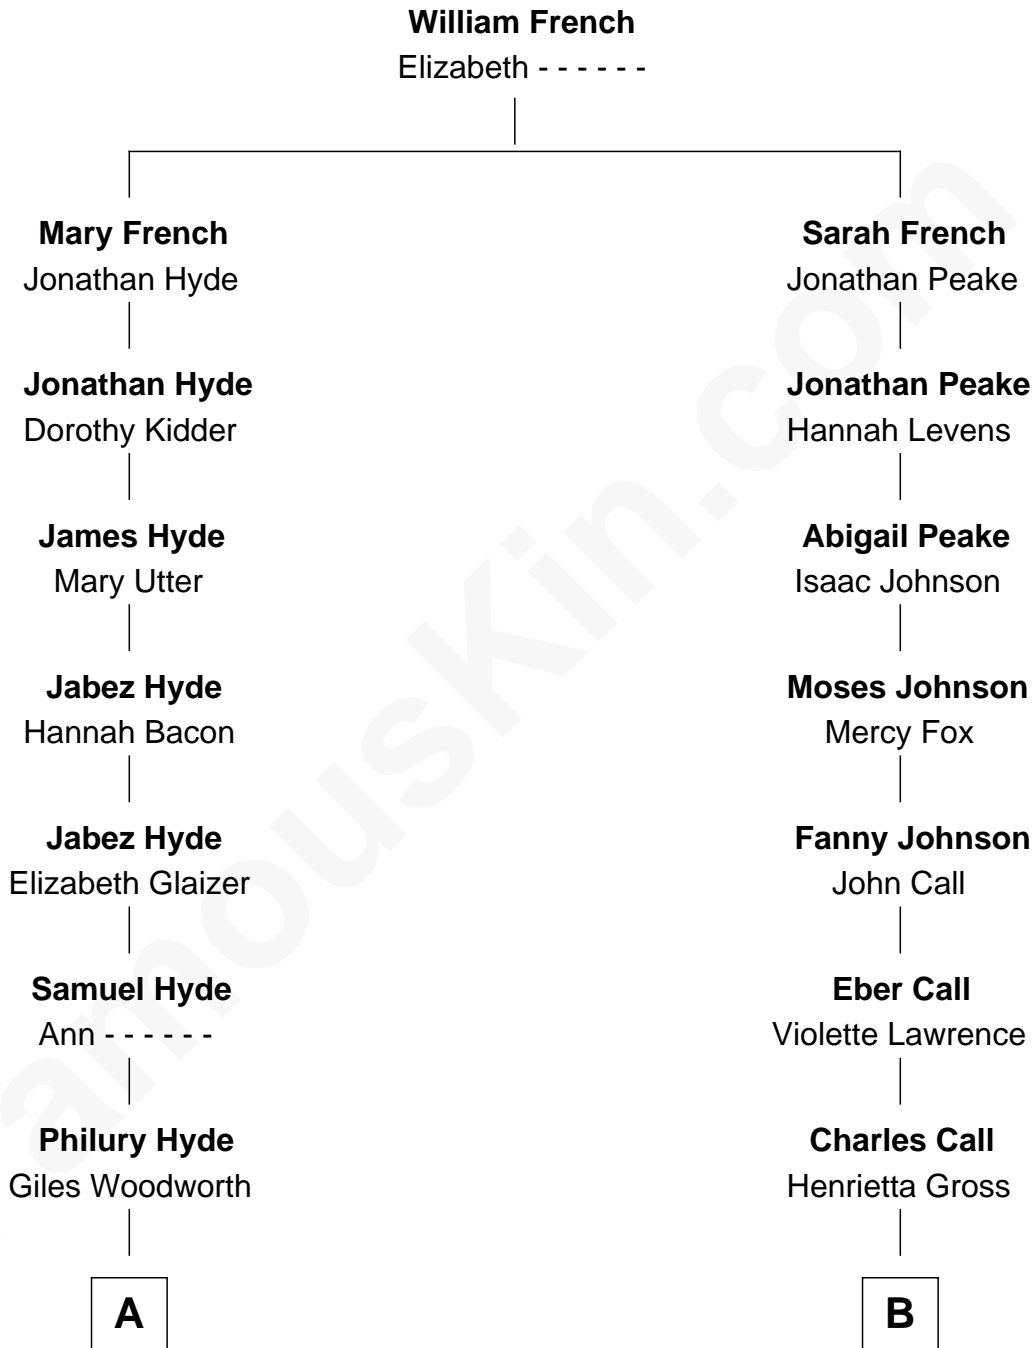 William French
Elizabeth - - - - - -
Mary French
Jonathan Hyde
Sarah French
Jonathan Peake
Jonathan Hyde
Dorothy Kidder
Jonathan Peake
Hannah Levens
James Hyde
Mary Utter
Abigail Peake
Isaac Johnson
Jabez Hyde
Hannah Bacon
Moses Johnson
Mercy Fox
Jabez Hyde
Elizabeth Glaizer
Fanny Johnson
John Call
Samuel Hyde
Ann - - - - - -
Eber Call
Violette Lawrence
Philury Hyde
Giles Woodworth
Charles Call
Henrietta Gross
A
B
amouskin.com